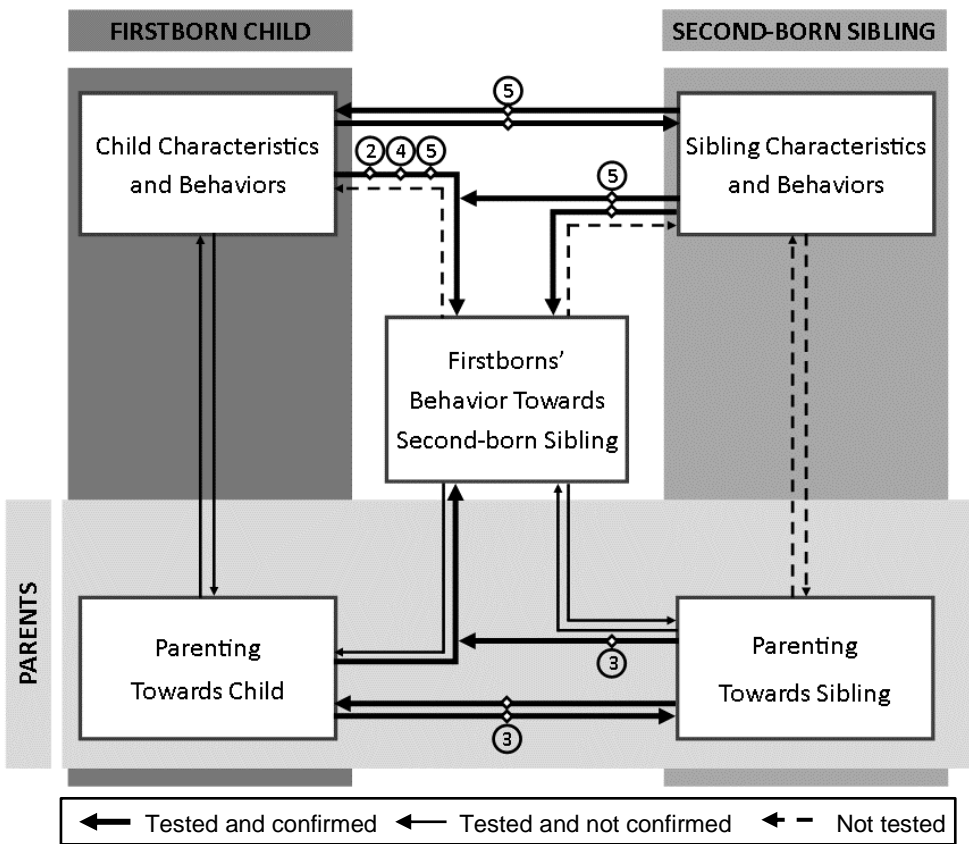 FIRSTBORN CHILD
SECOND-BORN SIBLING
5
Child Characteristics
and Behaviors
Sibling Characteristics
and Behaviors
2 4 5
5
Firstborns’
Behavior Towards
Second-born Sibling
PARENTS
Parenting
Towards Child
Parenting
Towards Sibling
3
3
Tested and confirmed
Tested and not confirmed
Not tested